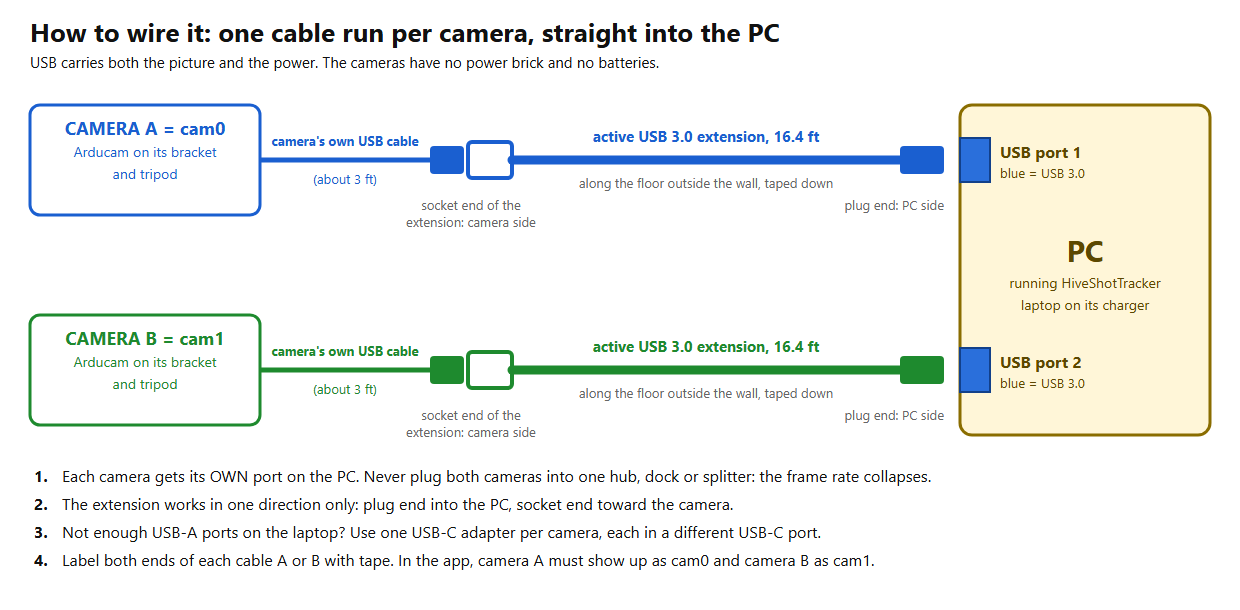 How to wire it: one cable run per camera, straight into the PC
USB carries both the picture and the power. The cameras have no power brick and no batteries.
CAMERA A = cam0
Arducam on its bracket
and tripod
camera's own USB cable
(about 3 ft)
socket end of the
extension: camera side
active USB 3.0 extension, 16.4 ft
along the floor outside the wall, taped down
plug end: PC side
USB port 1
blue = USB 3.0
PC
running HiveShotTracker
laptop on its charger
CAMERA B = cam1
Arducam on its bracket
and tripod
camera's own USB cable
(about 3 ft)
socket end of the
extension: camera side
active USB 3.0 extension, 16.4 ft
along the floor outside the wall, taped down
plug end: PC side
USB port 2
blue = USB 3.0
1. Each camera gets its OWN port on the PC. Never plug both cameras into one hub, dock or splitter: the frame rate collapses.
2. The extension works in one direction only: plug end into the PC, socket end toward the camera.
3. Not enough USB-A ports on the laptop? Use one USB-C adapter per camera, each in a different USB-C port.
4. Label both ends of each cable A or B with tape. In the app, camera A must show up as cam0 and camera B as cam1.